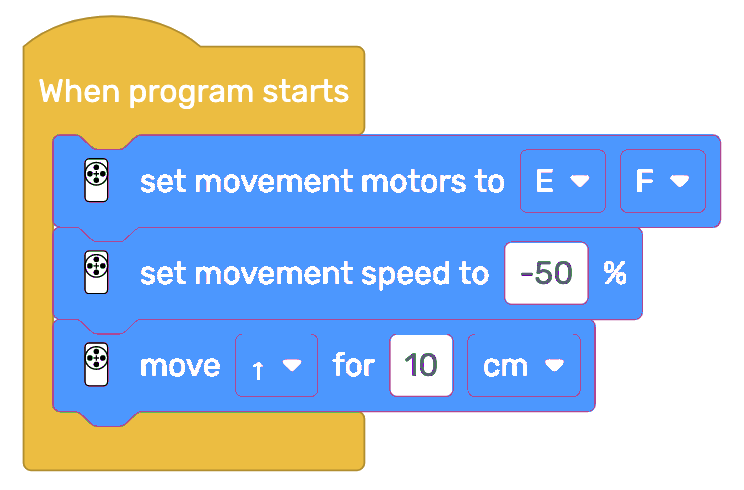 When program starts
set movement motors to E F
set movement speed to -50 %
move ↑ for 10 cm